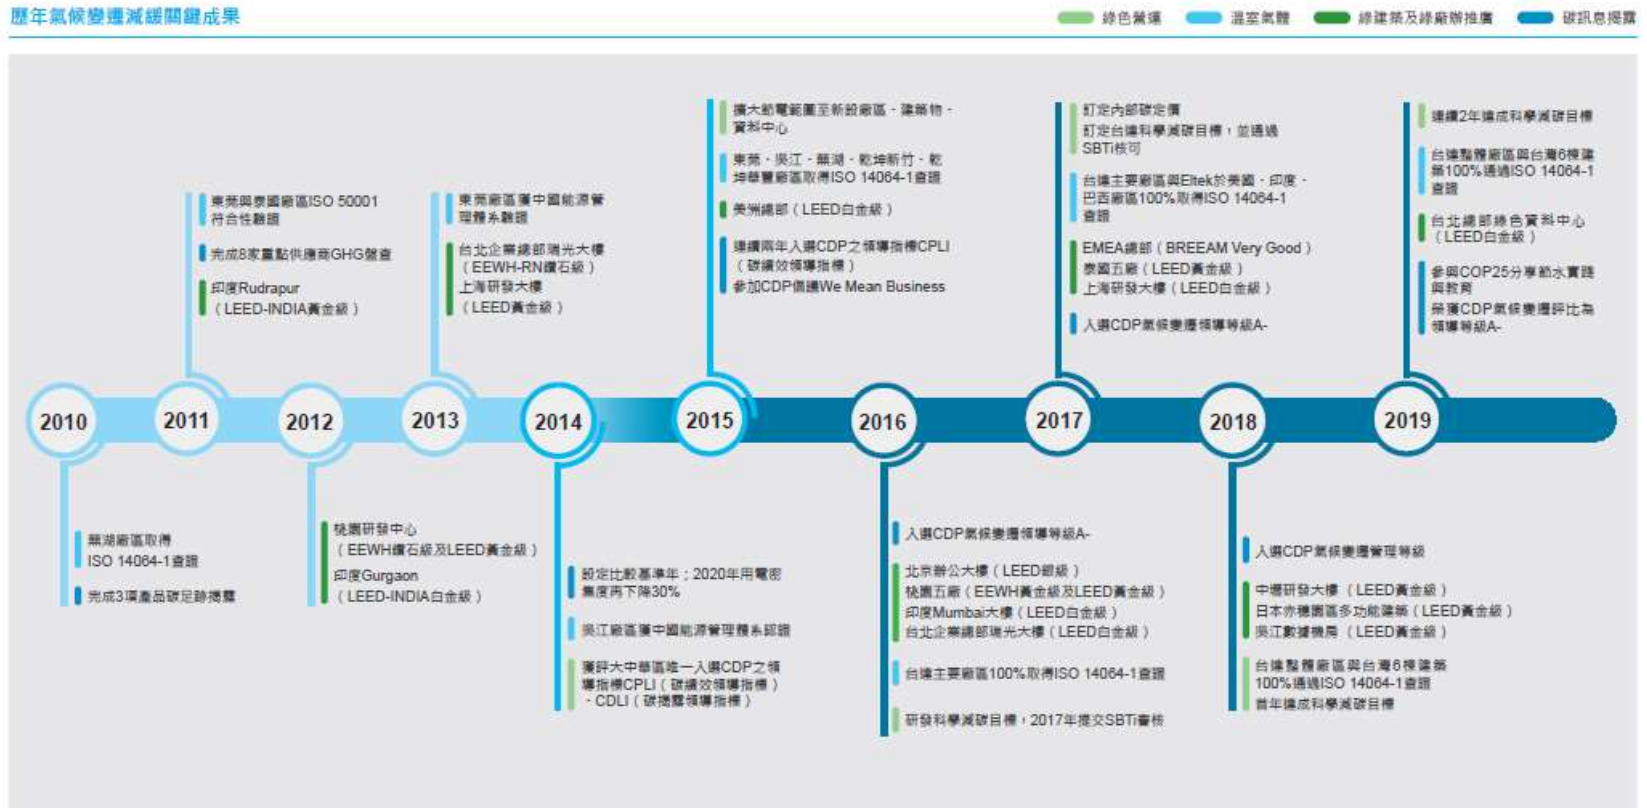 歷年氣候變遷減緩關鍵成果
綠色營運
溫室氣體
綠建築及綠廠辦推廣
碳訊息揭露
2010
蕪湖廠區取得
ISO 14064-1查證
完成3項產品碳足跡揭露
2011
東莞與泰國廠區ISO 50001
符合性驗證
完成8家重點供應商GHG盤查
印度Rudrapur
（LEED-INDIA黃金級）
2012
桃園研發中心
（EEWH鑽石級及LEED黃金級）
印度Gurgaon
（LEED-INDIA白金級）
2013
東莞廠區獲中國能源管
理體系驗證
台北企業總部瑞光大樓
（EEWH-RN鑽石級）
上海研發大樓
（LEED黃金級）
2014
設定比較基準年；2020年用電密
集度再下降30%
吳江廠區獲中國能源管理體系認證
獲評大中華區唯一入選CDP之領
導指標CPLI（碳績效領導指標）
、CDLI（碳揭露領導指標）
2015
擴大節電範圍至新設廠區、建築物、
資料中心
東莞、吳江、蕪湖、乾坤新竹、乾
坤華豐廠區取得ISO 14064-1查證
美洲總部（LEED白金級）
連續兩年入選CDP之領導指標CPLI
（碳績效領導指標）
參加CDP倡議We Mean Business
2016
入選CDP氣候變遷領導等級A-
北京辦公大樓（LEED銀級）
桃園五廠（EEWH黃金級及LEED黃金級）
印度Mumbai大樓（LEED白金級）
台北企業總部瑞光大樓（LEED白金級）
台達主要廠區100%取得ISO 14064-1查證
研發科學減碳目標，2017年提交SBTi審核
2017
訂定內部碳定價
訂定台達科學減碳目標，並通過
SBTi核可
台達主要廠區與Eltek於美國、印度、
巴西廠區100%取得ISO 14064-1
查證
EMEA總部（BREEAM Very Good）
泰國五廠（LEED黃金級）
上海研發大樓（LEED白金級）
入選CDP氣候變遷領導等級A-
2018
入選CDP氣候變遷管理等級
中壢研發大樓（LEED黃金級）
日本赤穗園區多功能建築（LEED黃金級）
吳江數據機房（LEED黃金級）
台達整體廠區與台灣6棟建築
100%通過ISO 14064-1查證
首年達成科學減碳目標
2019
連續2年達成科學減碳目標
台達整體廠區與台灣6棟建
築100%通過ISO 14064-1
查證
台北總部綠色資料中心
（LEED白金級）
參與COP25分享節水實踐
與教育
榮獲CDP氣候變遷評比為
領導等級A-